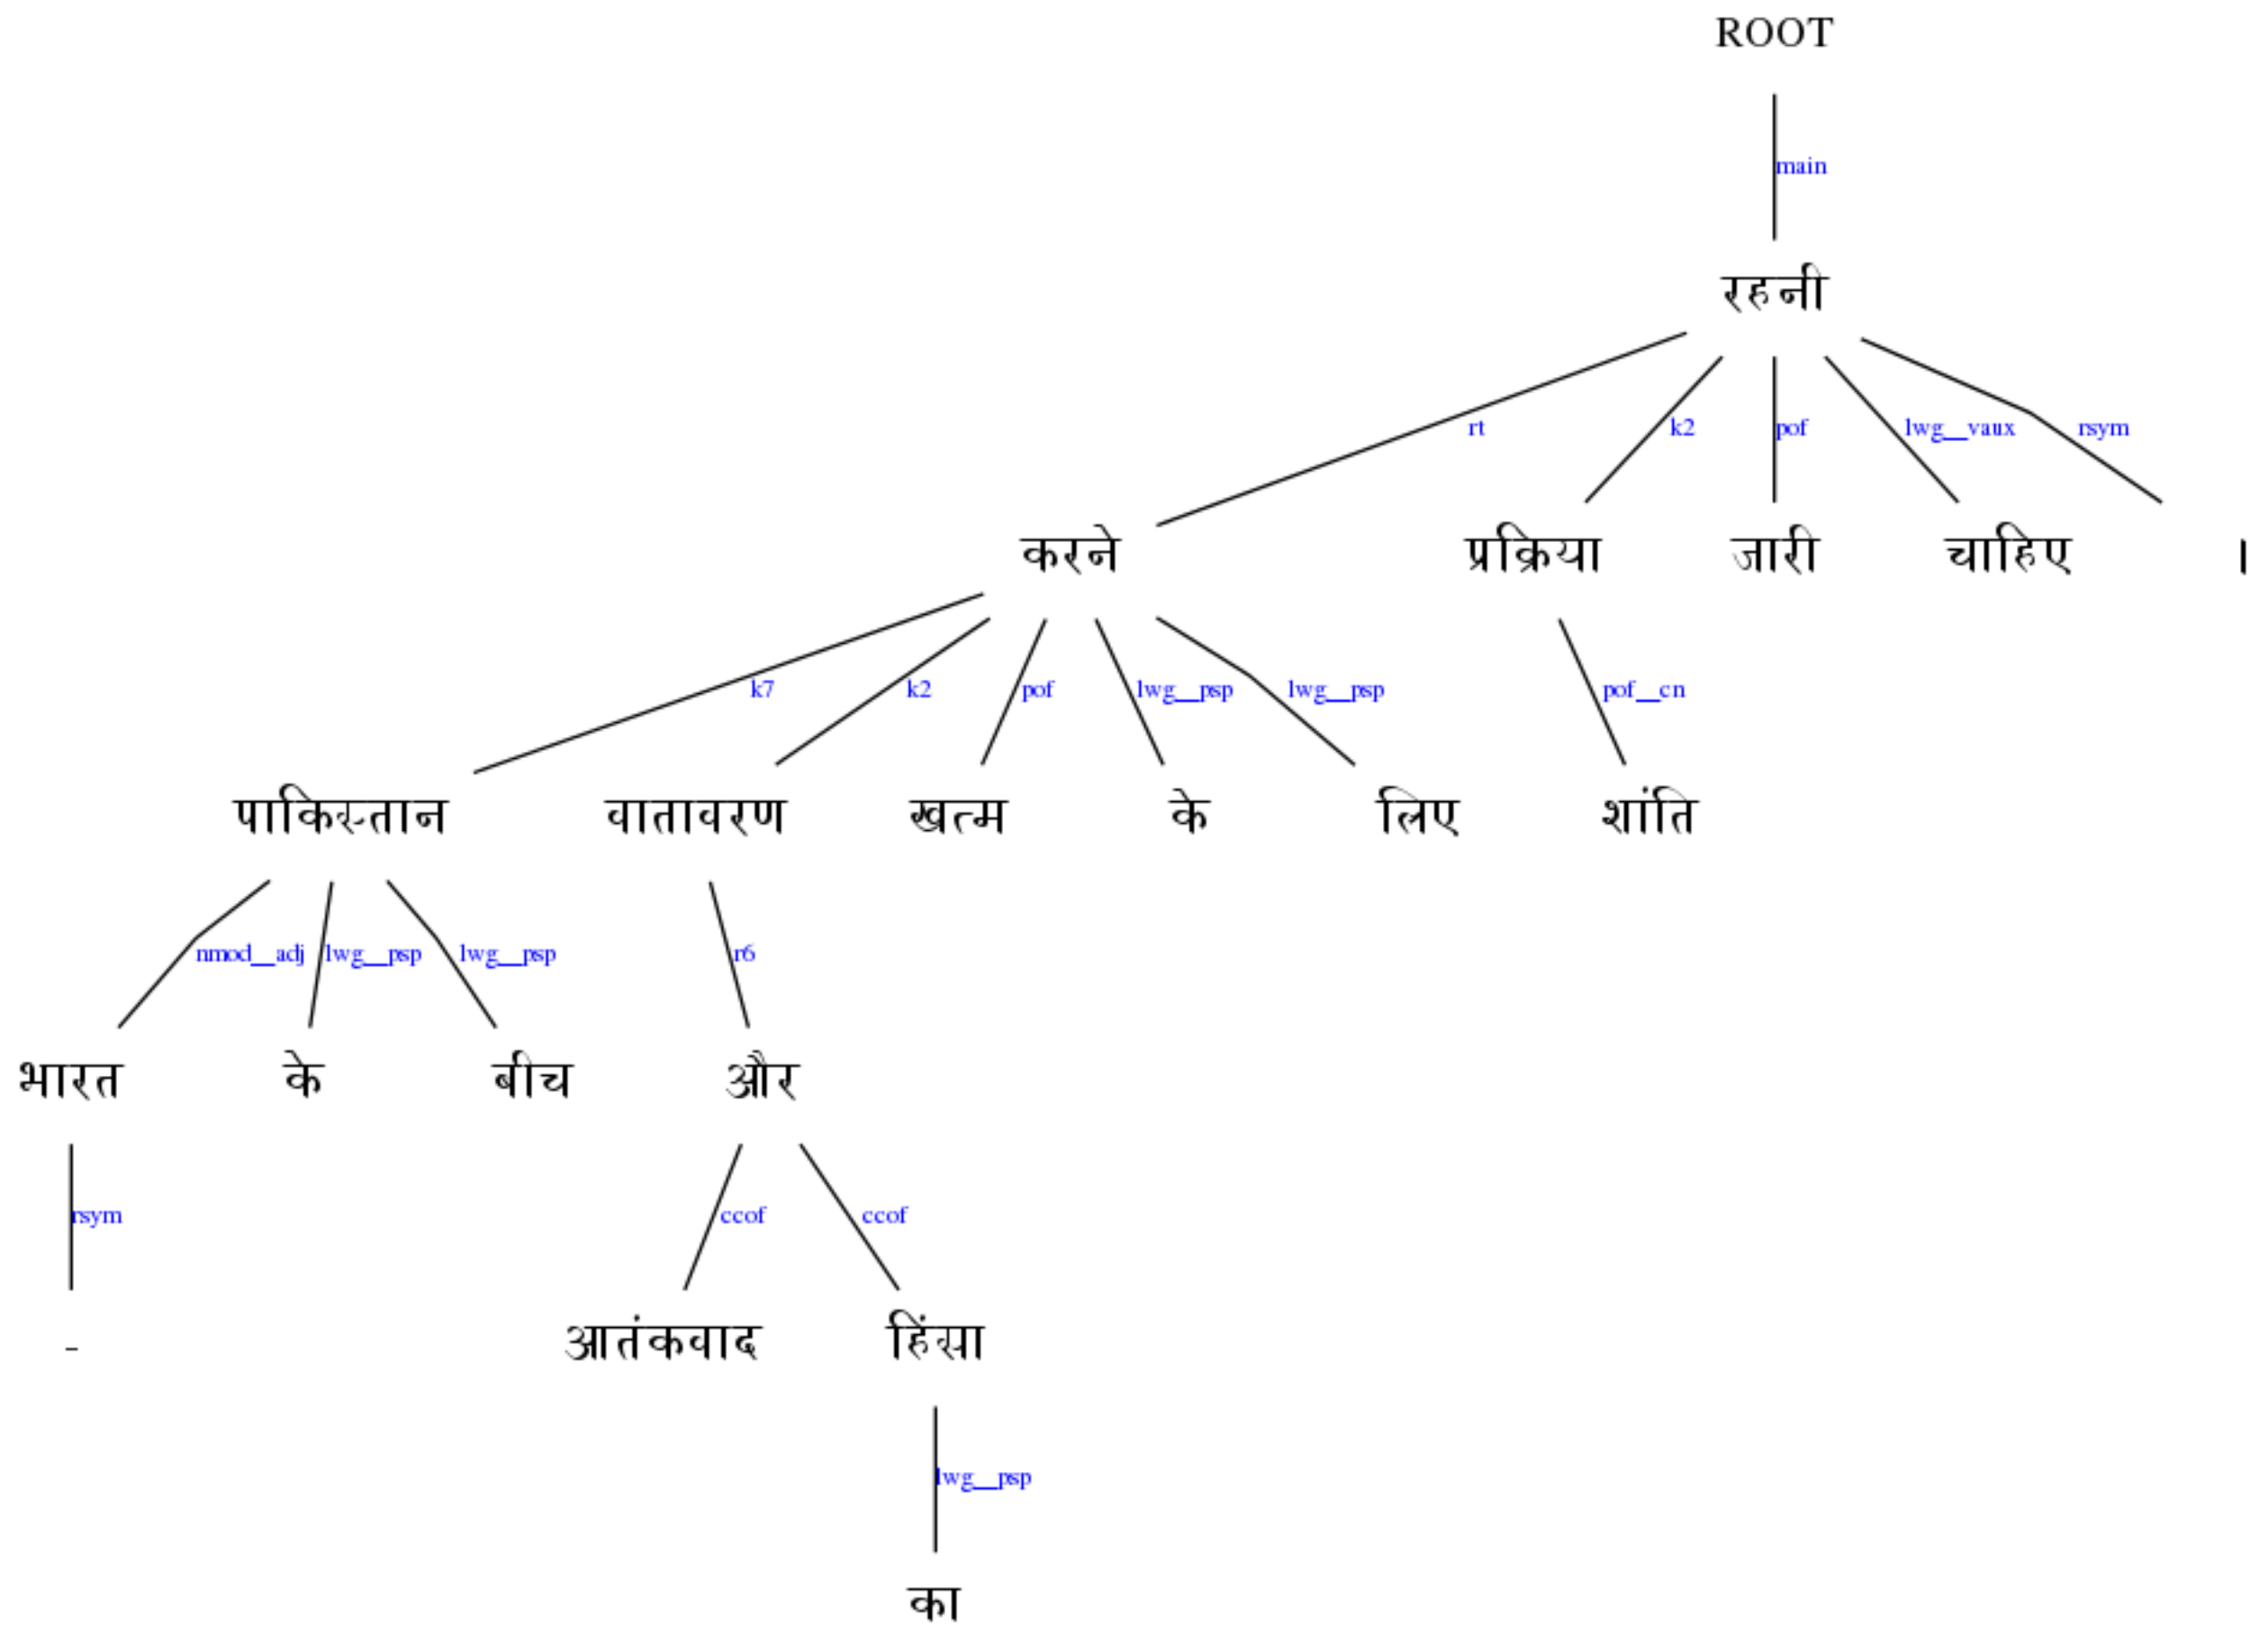 ROOT
main
रहनी
rt k2 pof lwg__vaux rsym
करने प्रक्रिया जारी चाहिए ।
k7 k2 pof lwg__psp lwg__psp pof__cn
पाकिस्तान वातावरण खत्म के लिए शांति
nmod__adj lwg__psp lwg__psp r6
भारत के बीच और
rsym ccof ccof
- आतंकवाद हिंसा
lwg__psp
का